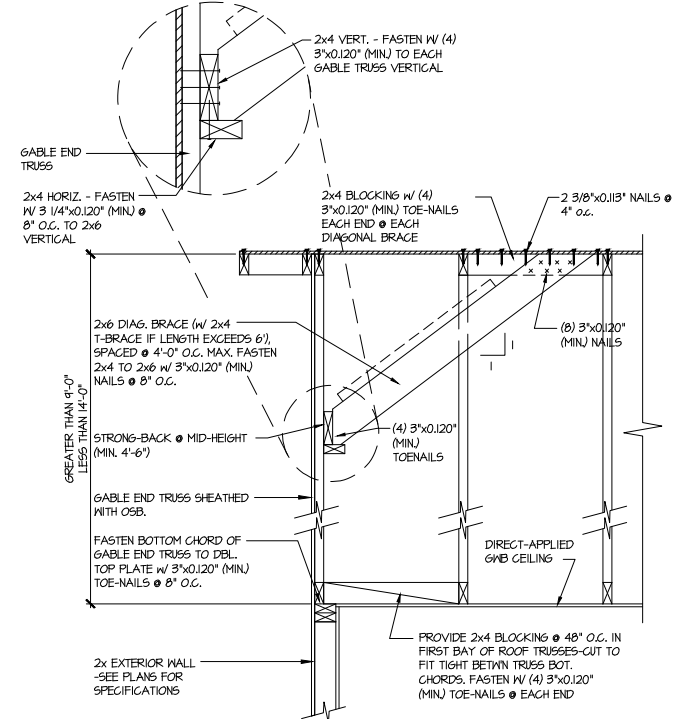 2x4 VERT. - FASTEN W/ (4)
3"x0.120" (MIN.) TO EACH
GABLE TRUSS VERTICAL
GABLE END
TRUSS
2x4 HORIZ. - FASTEN
W/ 3 1/4"x0.120" (MIN.) @
8" O.C. TO 2x6
VERTICAL
2x4 BLOCKING W/ (4)
3"x0.120" (MIN.) TOE-NAILS
EACH END @ EACH
DIAGONAL BRACE
2 3/8"x0.113" NAILS @
4" o.c.
2x6 DIAG. BRACE (w/ 2x4
T-BRACE IF LENGTH EXCEEDS 6'),
SPACED @ 4'-0" O.C. MAX. FASTEN
2x4 TO 2x6 W/ 3"x0.120" (MIN.)
NAILS @ 8" O.C.
(8) 3"x0.120"
(MIN.) NAILS
GREATER THAN 9'-0"
LESS THAN 14'-0"
STRONG-BACK @ MID-HEIGHT
(MIN. 4'-6")
(4) 3"x0.120"
(MIN.)
TOENAILS
GABLE END TRUSS SHEATHED
WITH OSB.
FASTEN BOTTOM CHORD OF
GABLE END TRUSS TO DBL.
TOP PLATE W/ 3"x0.120" (MIN.)
TOE-NAILS @ 8" O.C.
DIRECT-APPLIED
GWB CEILING
2x EXTERIOR WALL
-SEE PLANS FOR
SPECIFICATIONS
PROVIDE 2x4 BLOCKING @ 48" O.C. IN
FIRST BAY OF ROOF TRUSSES-CUT TO
FIT TIGHT BETW'N TRUSS BOT.
CHORDS. FASTEN W/ (4) 3"x0.120"
(MIN.) TOE-NAILS @ EACH END
1
1